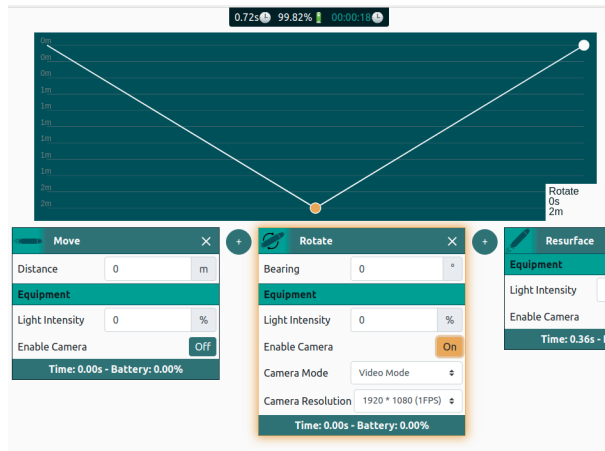 0.72s 99.82% 00:00:18
0m
0m
0m
1m
1m
1m
1m
1m
1m
2m
2m
Rotate
0s
2m
Move ×
Distance 0 m
Equipment
Light Intensity 0 %
Enable Camera Off
Time: 0.00s - Battery: 0.00%
+
Rotate ×
Bearing 0 °
Equipment
Light Intensity 0 %
Enable Camera On
Camera Mode Video Mode
Camera Resolution 1920 * 1080 (1FPS)
Time: 0.00s - Battery: 0.00%
+
Resurface
Equipment
Light Intensity
Enable Camera
Time: 0.36s -